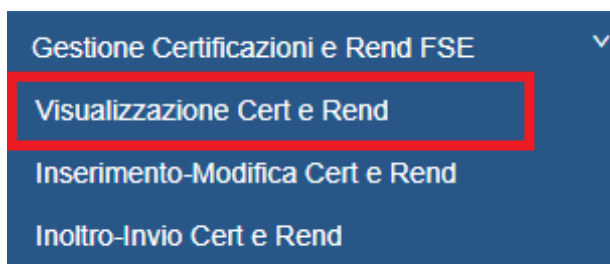 Gestione Certificazioni e Rend FSE
Visualizzazione Cert e Rend
Inserimento-Modifica Cert e Rend
Inoltro-Invio Cert e Rend